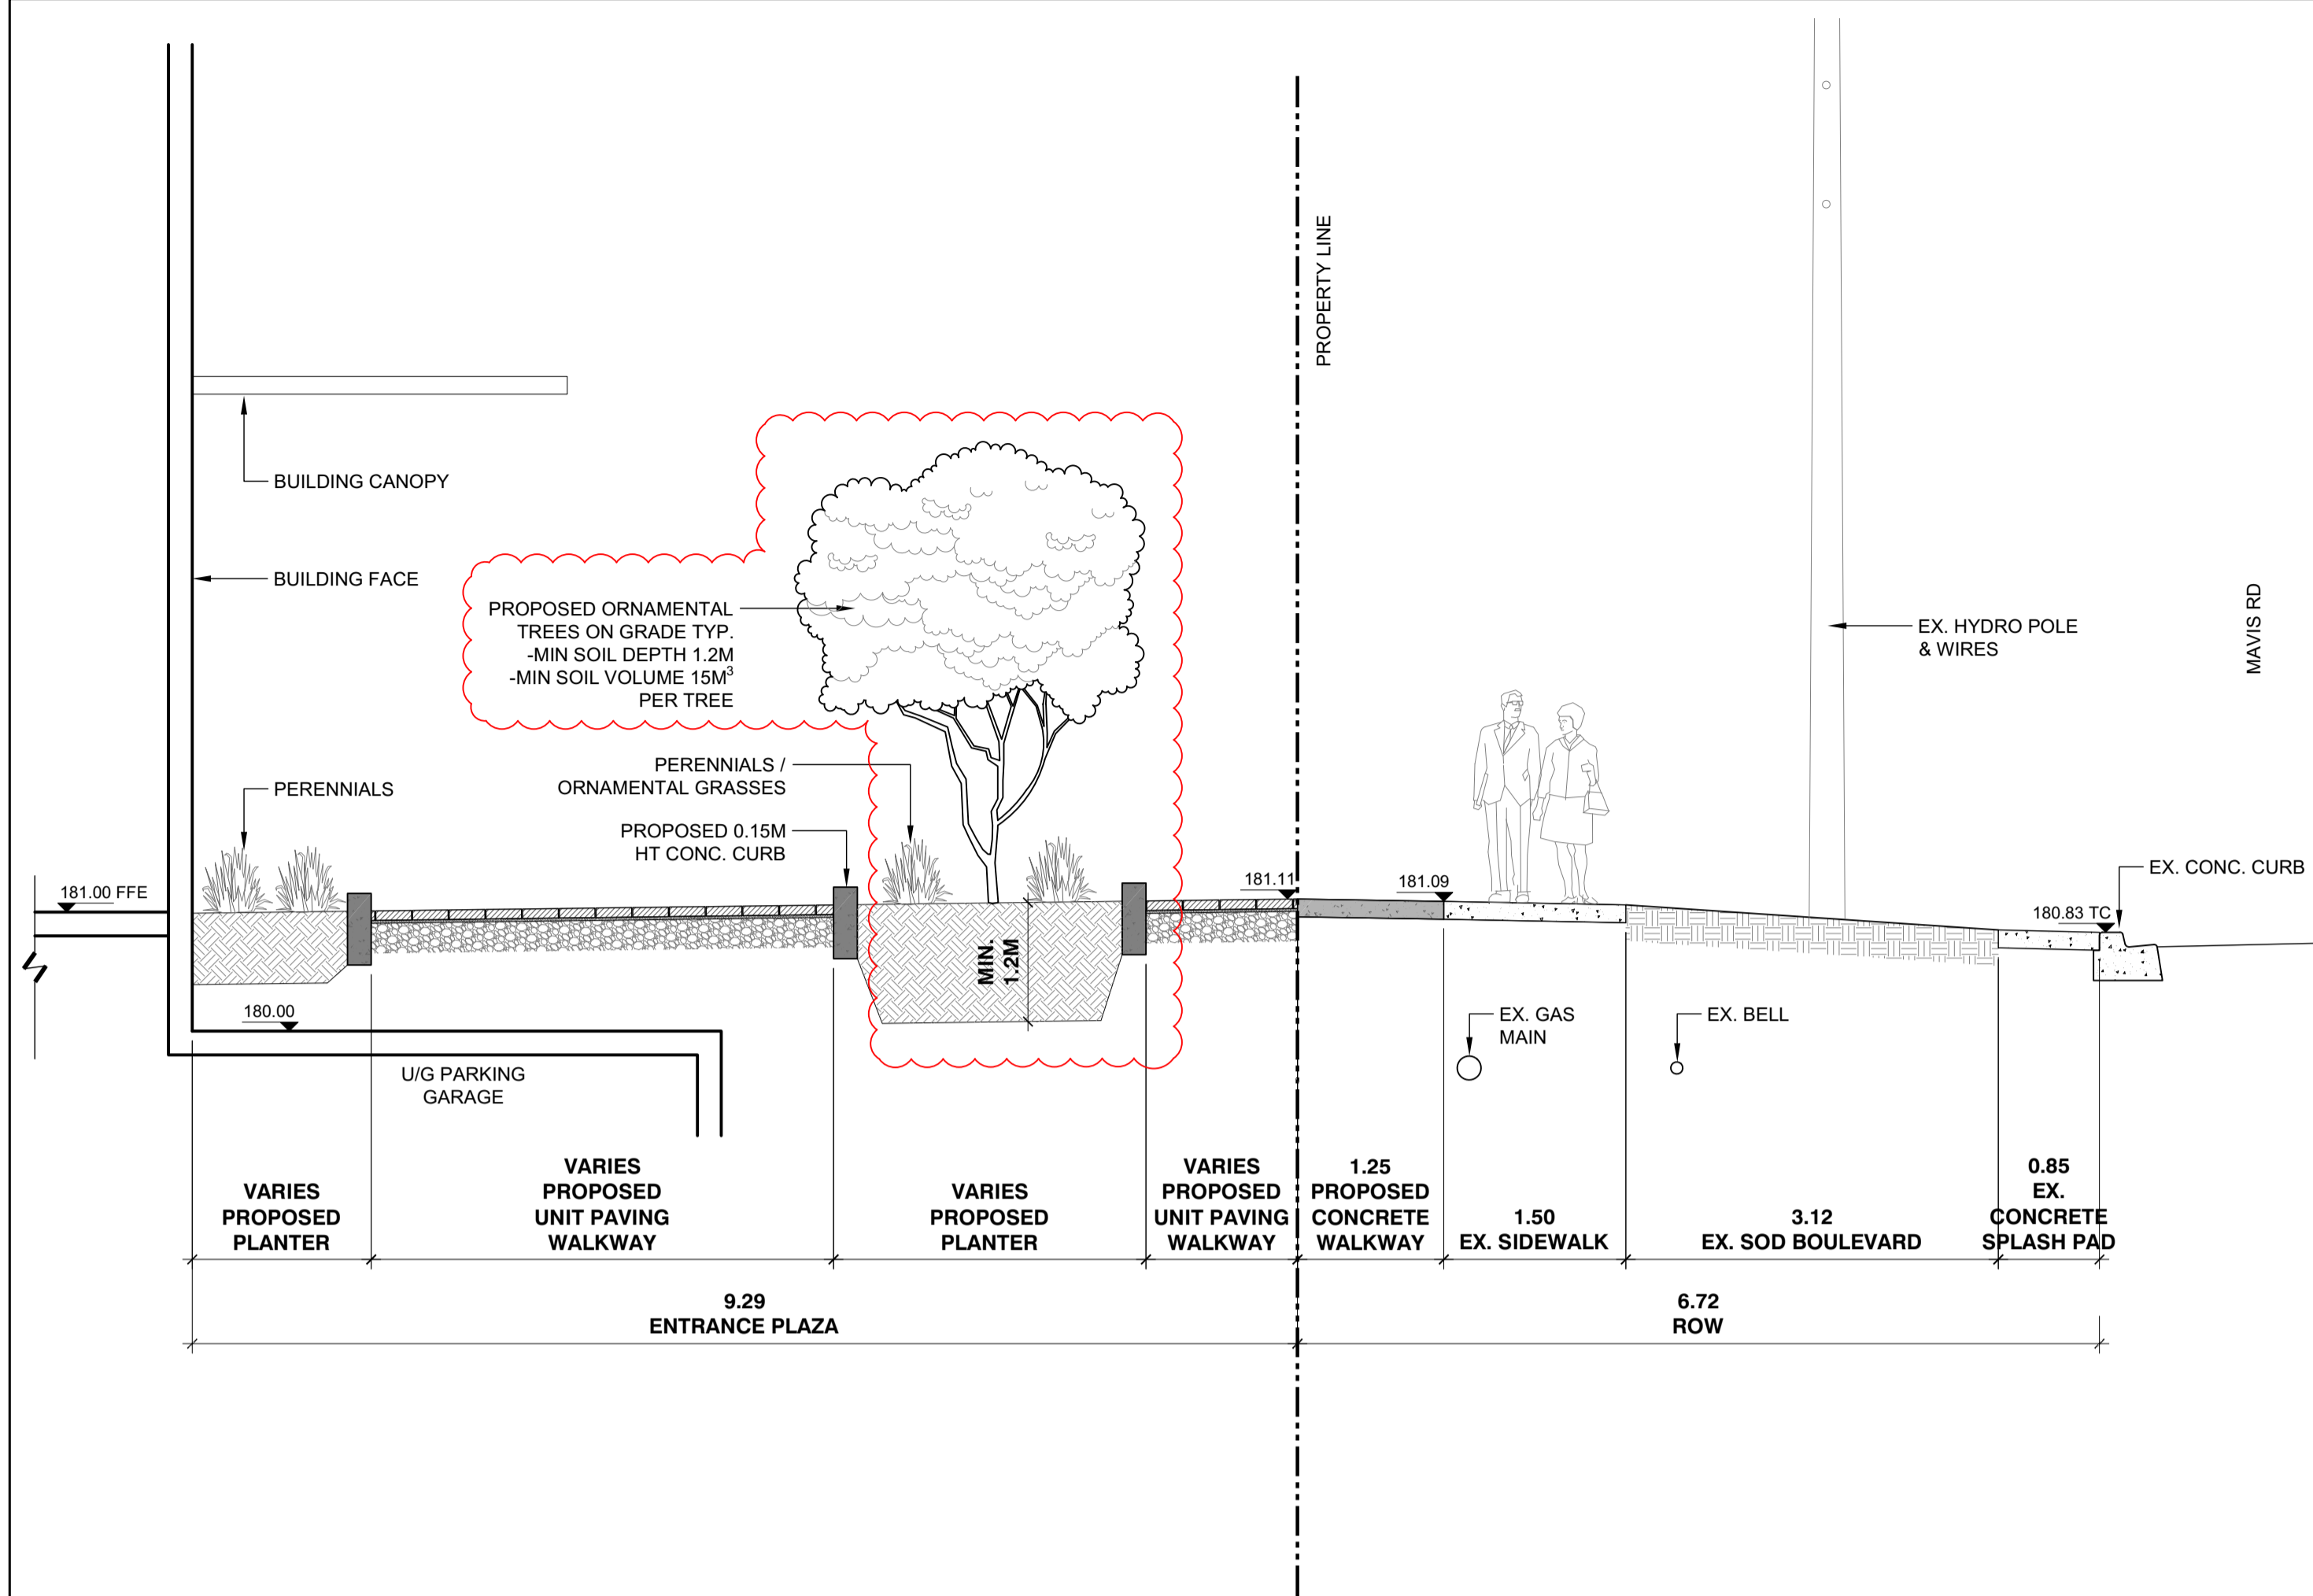 PROPERTY LINE
BUILDING CANOPY
BUILDING FACE
PROPOSED ORNAMENTAL
TREES ON GRADE TYP.
-MIN SOIL DEPTH 1.2M
-MIN SOIL VOLUME 15M³
PER TREE
EX. HYDRO POLE
& WIRES
MAVIS RD
PERENNIALS
PERENNIALS /
ORNAMENTAL GRASSES
PROPOSED 0.15M
HT CONC. CURB
181.00 FFE
181.11
181.09
180.83 TC
EX. CONC. CURB
MIN.
1.2M
180.00
U/G PARKING
GARAGE
EX. GAS
MAIN
EX. BELL
VARIES
PROPOSED
PLANTER
VARIES
PROPOSED
UNIT PAVING
WALKWAY
VARIES
PROPOSED
PLANTER
VARIES
PROPOSED
UNIT PAVING
WALKWAY
1.25
PROPOSED
CONCRETE
WALKWAY
1.50
EX. SIDEWALK
3.12
EX. SOD BOULEVARD
0.85
EX.
CONCRETE
SPLASH PAD
9.29
ENTRANCE PLAZA
6.72
ROW